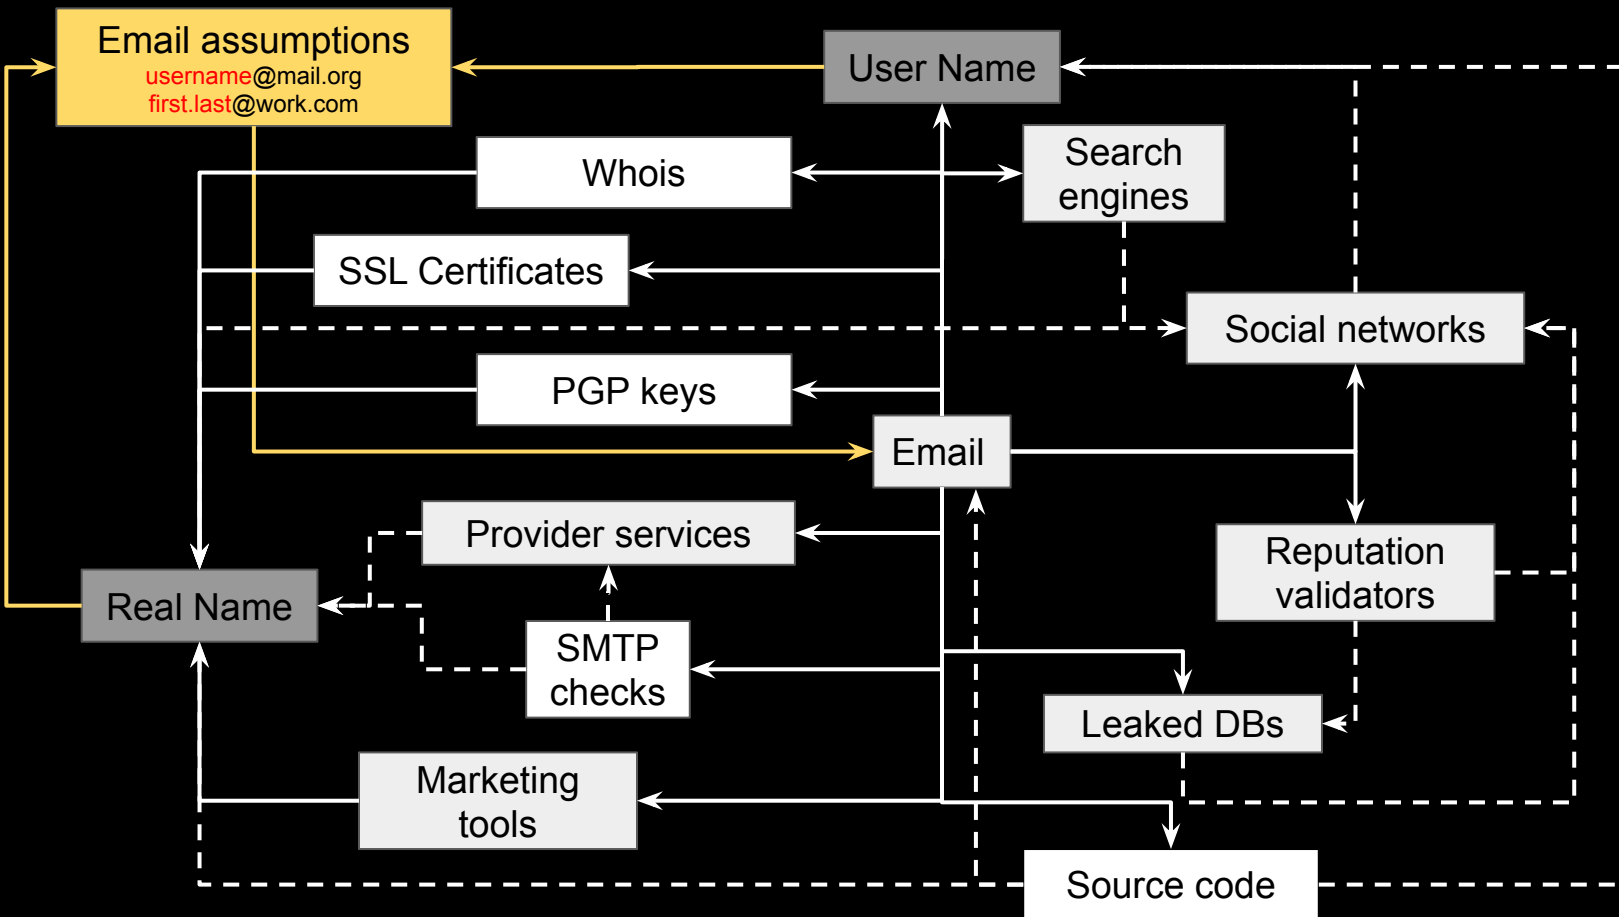 Email assumptions
username@mail.org
first.last@work.com
User Name
Whois
Search
engines
SSL Certificates
Social networks
PGP keys
Email
Provider services
Reputation
validators
Real Name
SMTP
checks
Leaked DBs
Marketing
tools
Source code